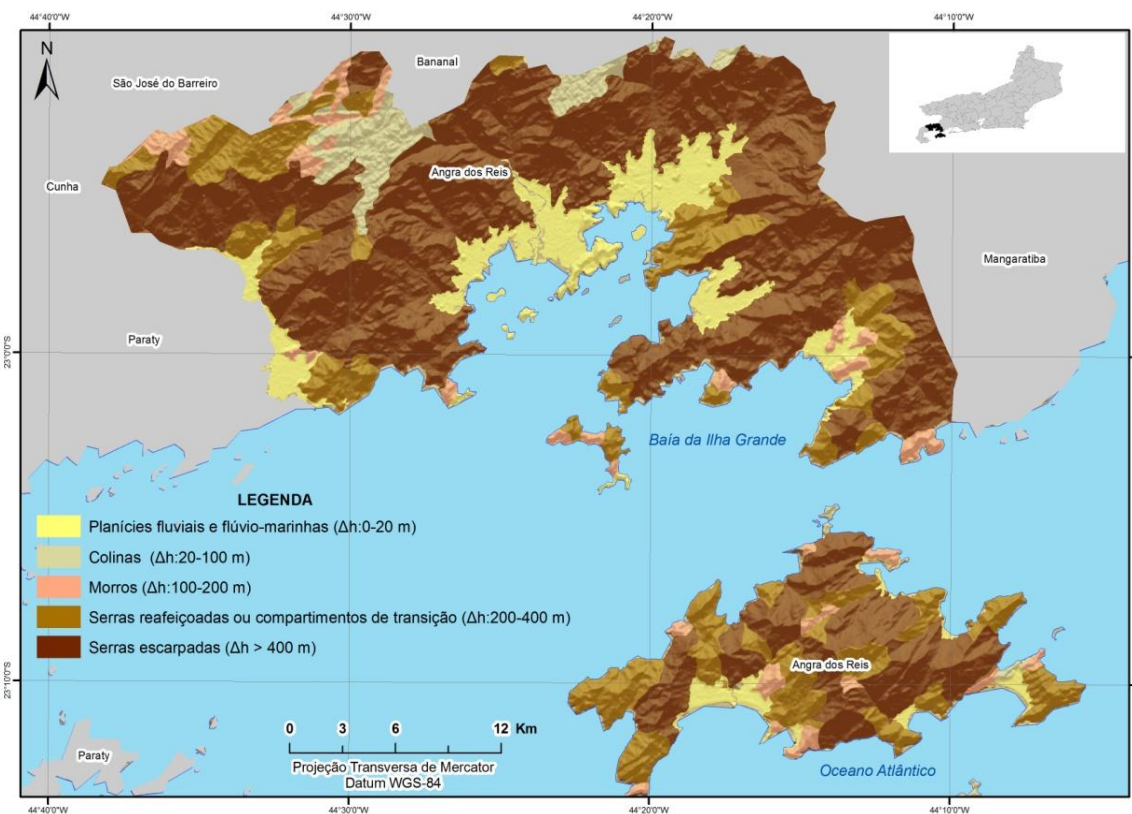 44°40'0"W
44°30'0"W
44°20'0"W
44°10'0"W
N
Bananal
São José do Barreiro
Angra dos Reis
Cunha
Mangaratiba
Paraty
23°0'0"S
Baía da Ilha Grande
LEGENDA
Planícies fluviais e flúvio-marinhas (Δh:0-20 m)
Colinas (Δh:20-100 m)
Morros (Δh:100-200 m)
Serras reafeiçoadas ou compartimentos de transição (Δh:200-400 m)
Serras escarpadas (Δh > 400 m)
Angra dos Reis
23°10'0"S
0 3 6 12 Km
Projeção Transversa de Mercator
Datum WGS-84
Paraty
Oceano Atlântico
44°40'0"W
44°30'0"W
44°20'0"W
44°10'0"W